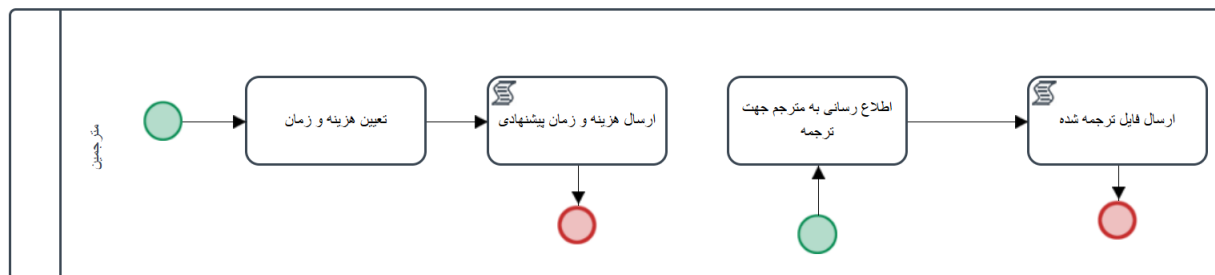 مترجمین
تعیین هزینه و زمان
ارسال هزینه و زمان پیشنهادی
اطلاع رسانی به مترجم جهت
ترجمه
ارسال فایل ترجمه شده